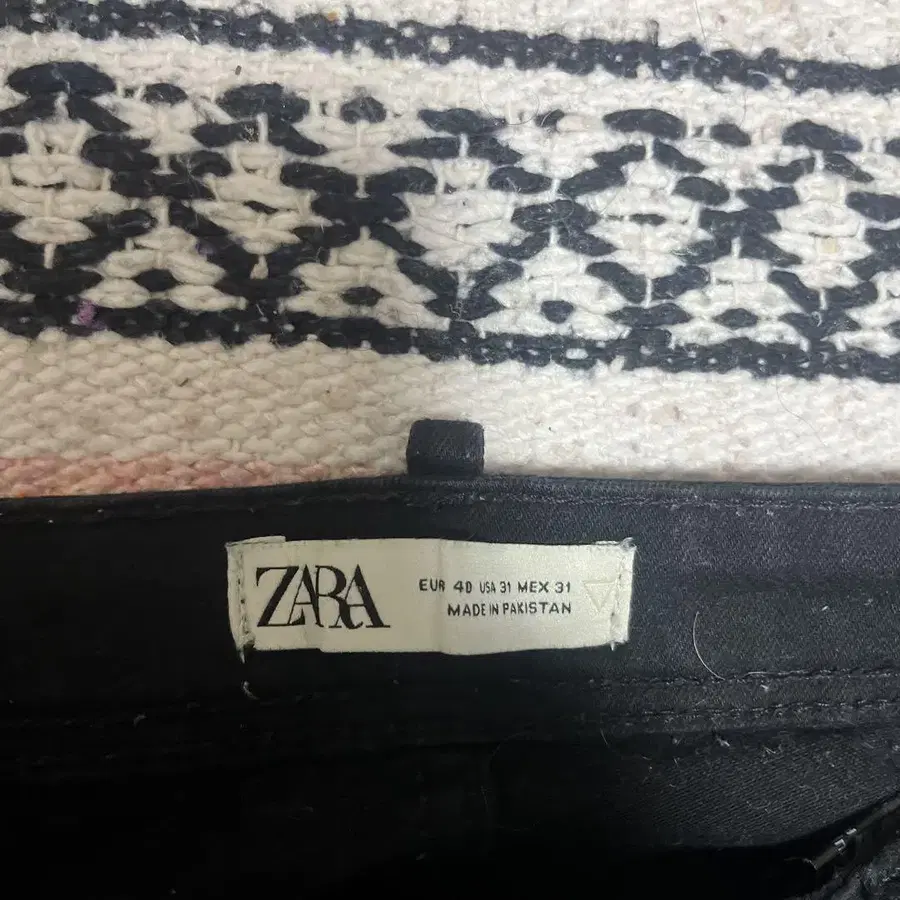 ZARA
EUR 40 USA 31 MEX 31
MADE IN PAKISTAN